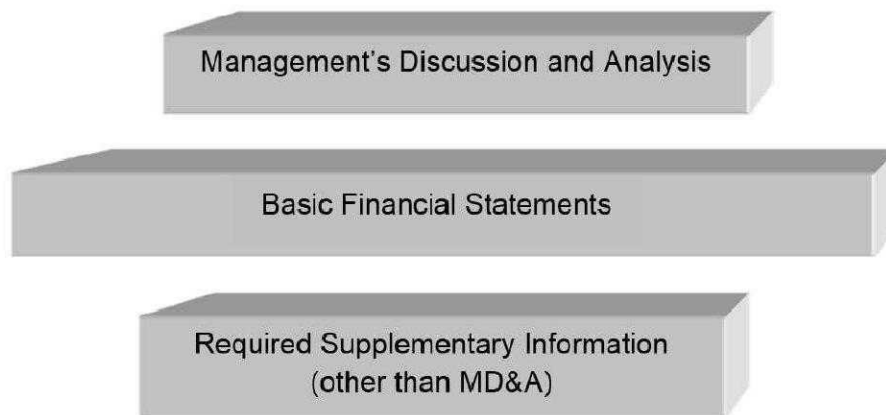 Management's Discussion and Analysis
Basic Financial Statements
Required Supplementary Information
(other than MD&A)